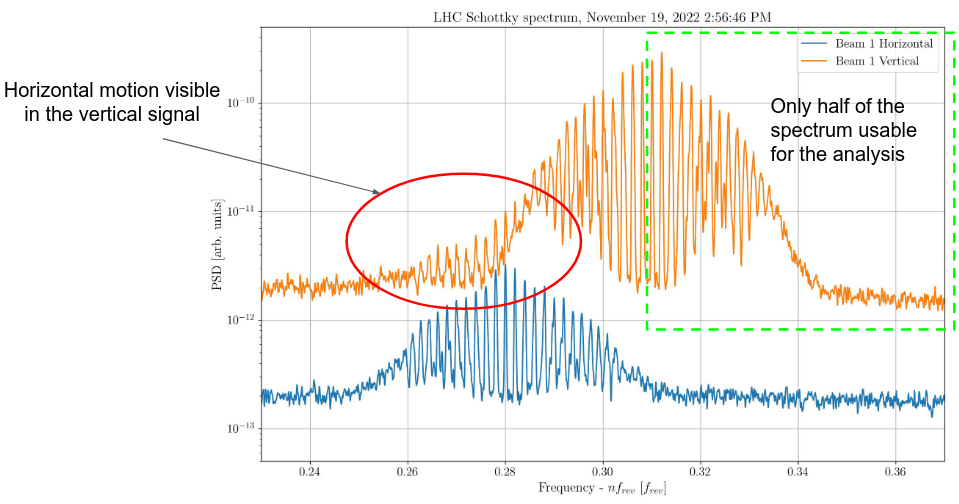 LHC Schottky spectrum, November 19, 2022 2:56:46 PM
Horizontal motion visible
in the vertical signal
Beam 1 Horizontal
Beam 1 Vertical
Only half of the
spectrum usable
for the analysis
PSD [arb. units]
10⁻¹⁰
10⁻¹¹
10⁻¹²
10⁻¹³
0.24 0.26 0.28 0.30 0.32 0.34 0.36
Frequency - nf_rev [f_rev]